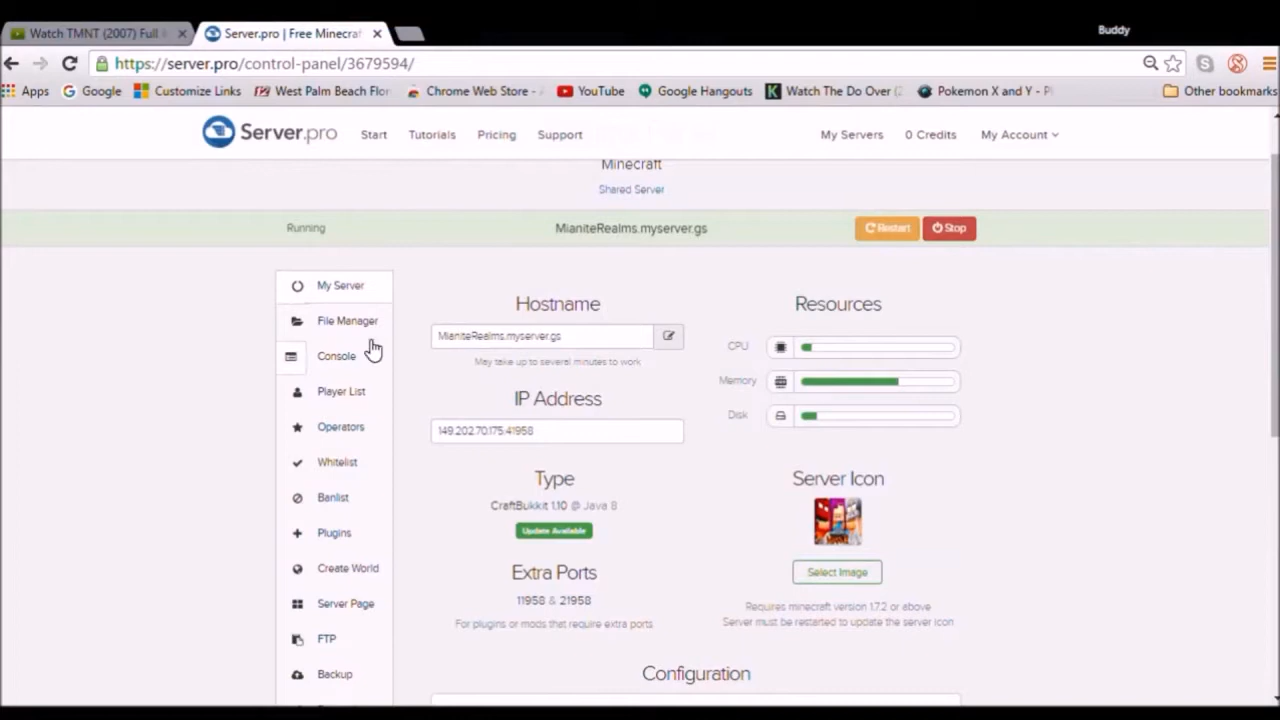 Buddy
Watch TMNT (2007) Full
Server.pro | Free Minecraf
https://server.pro/control-panel/3679594/
Apps Google Customize Links West Palm Beach Flor Chrome Web Store - YouTube Google Hangouts Watch The Do Over (2 Pokemon X and Y - P Other bookmarks
Server.pro Start Tutorials Pricing Support My Servers 0 Credits My Account
Minecraft
Shared Server
Running MianiteRealms.myserver.gs Restart Stop
My Server
File Manager
Console
Player List
Operators
Whitelist
Banlist
Plugins
Create World
Server Page
FTP
Backup
Hostname
MianiteRealms.myserver.gs
May take up to several minutes to work
IP Address
149.202.70.175:41958
Type
CraftBukkit 1.10 @ Java 8
Update Available
Extra Ports
11958 & 21958
For plugins or mods that require extra ports
Resources
CPU
Memory
Disk
Server Icon
Select Image
Requires minecraft version 1.7.2 or above
Server must be restarted to update the server icon
Configuration